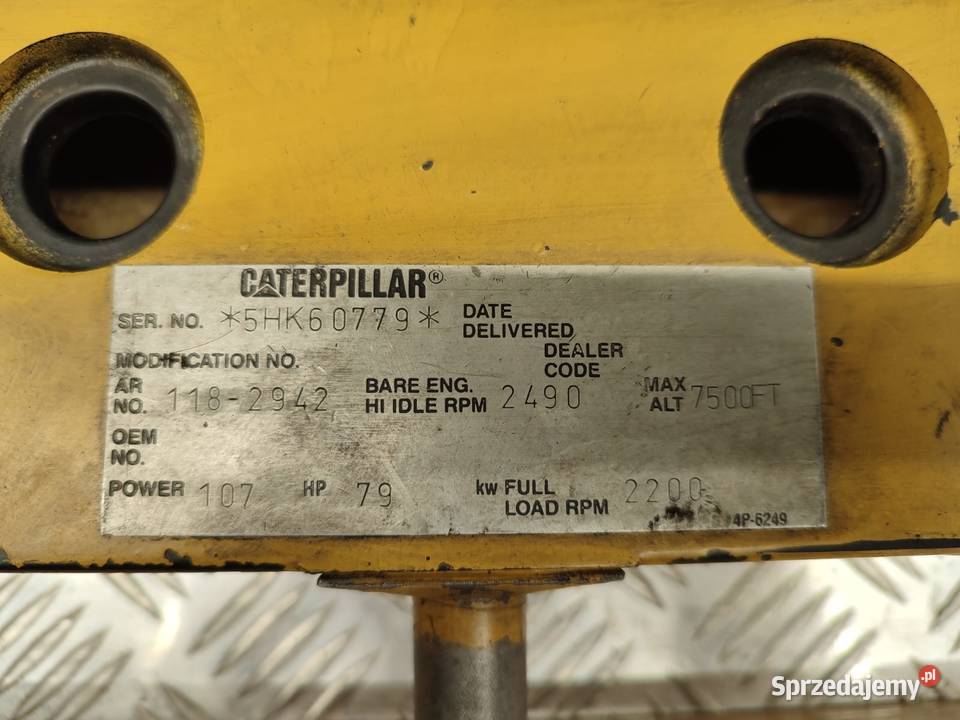 CATERPILLAR®
SER. NO. *5HK60779*
DATE DELIVERED
DEALER CODE
MODIFICATION NO.
AR NO. 118-2942
BARE ENG. HI IDLE RPM 2490
MAX ALT 7500FT
OEM NO.
POWER 107 HP 79 kw
FULL LOAD RPM 2200
4P-6249
Sprzedajemy.pl